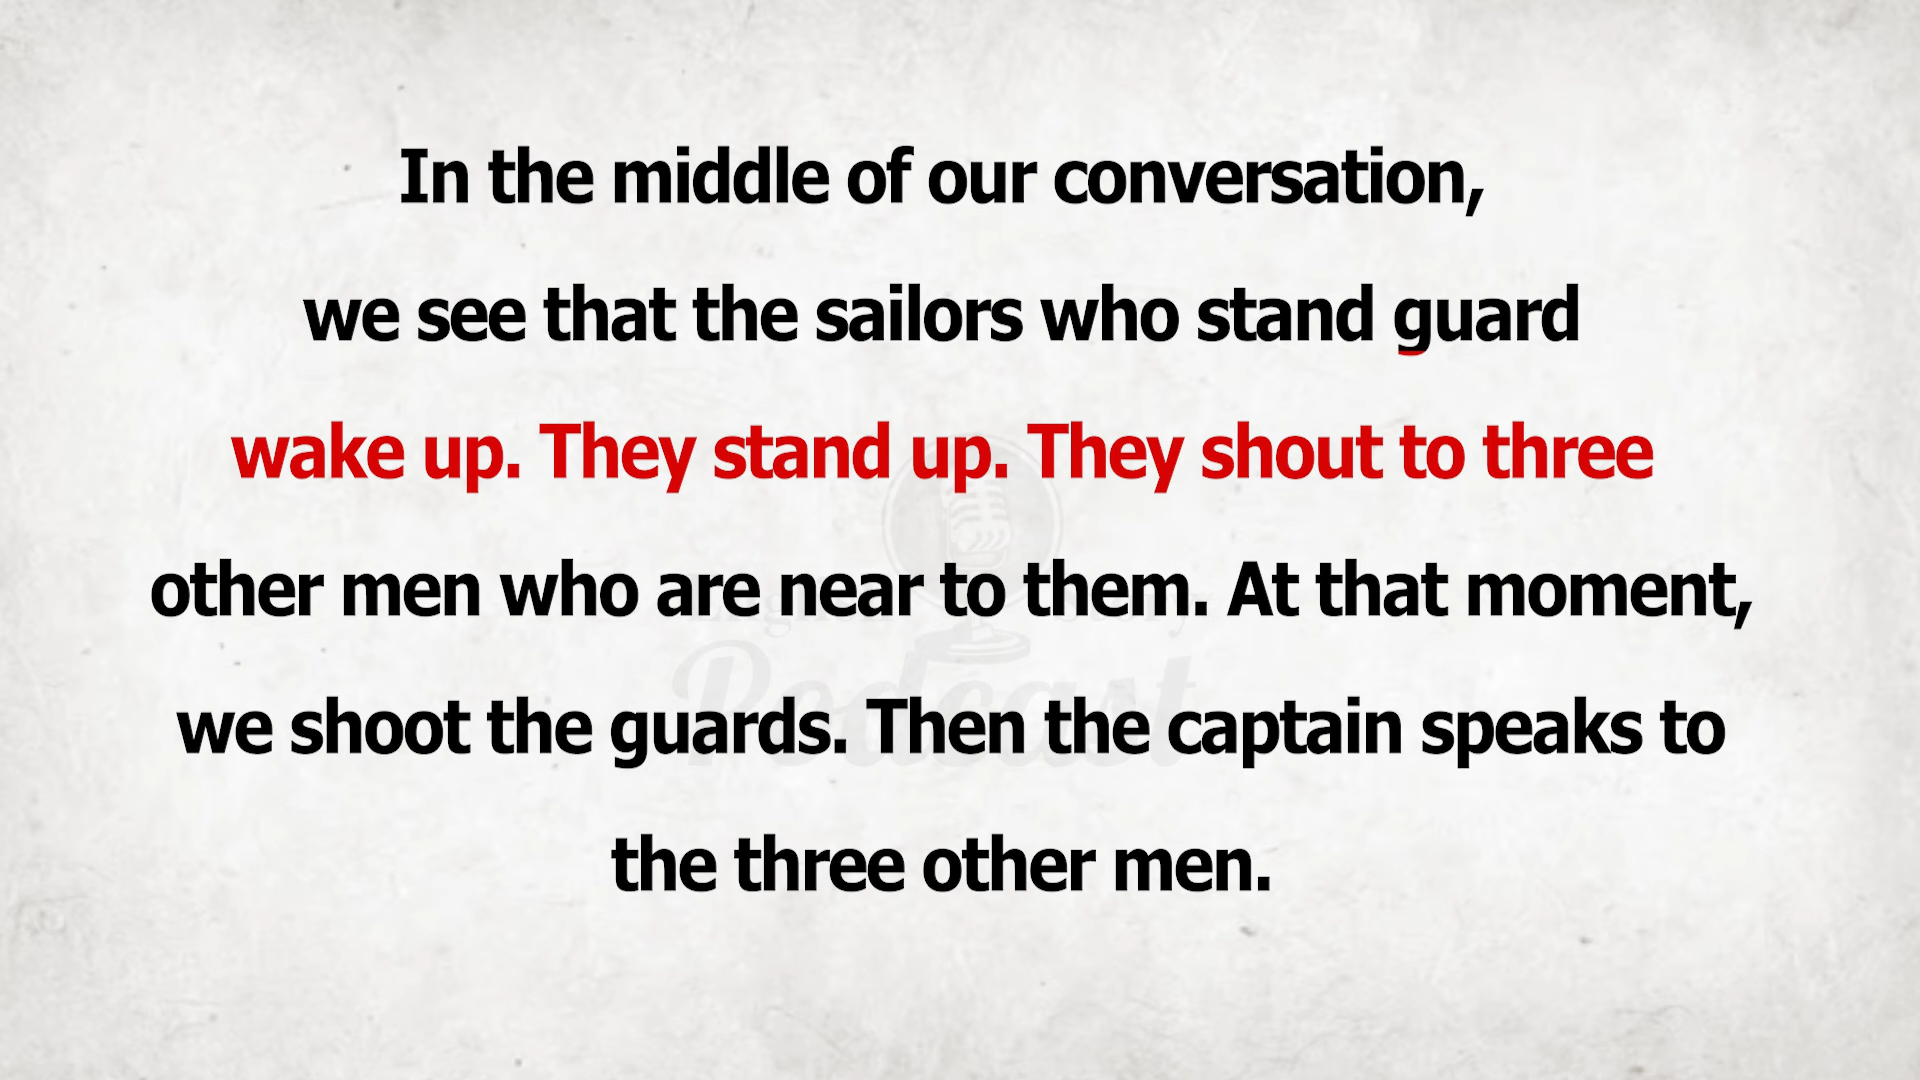 In the middle of our conversation,
we see that the sailors who stand guard
wake up. They stand up. They shout to three
other men who are near to them. At that moment,
we shoot the guards. Then the captain speaks to
the three other men.
Podcast